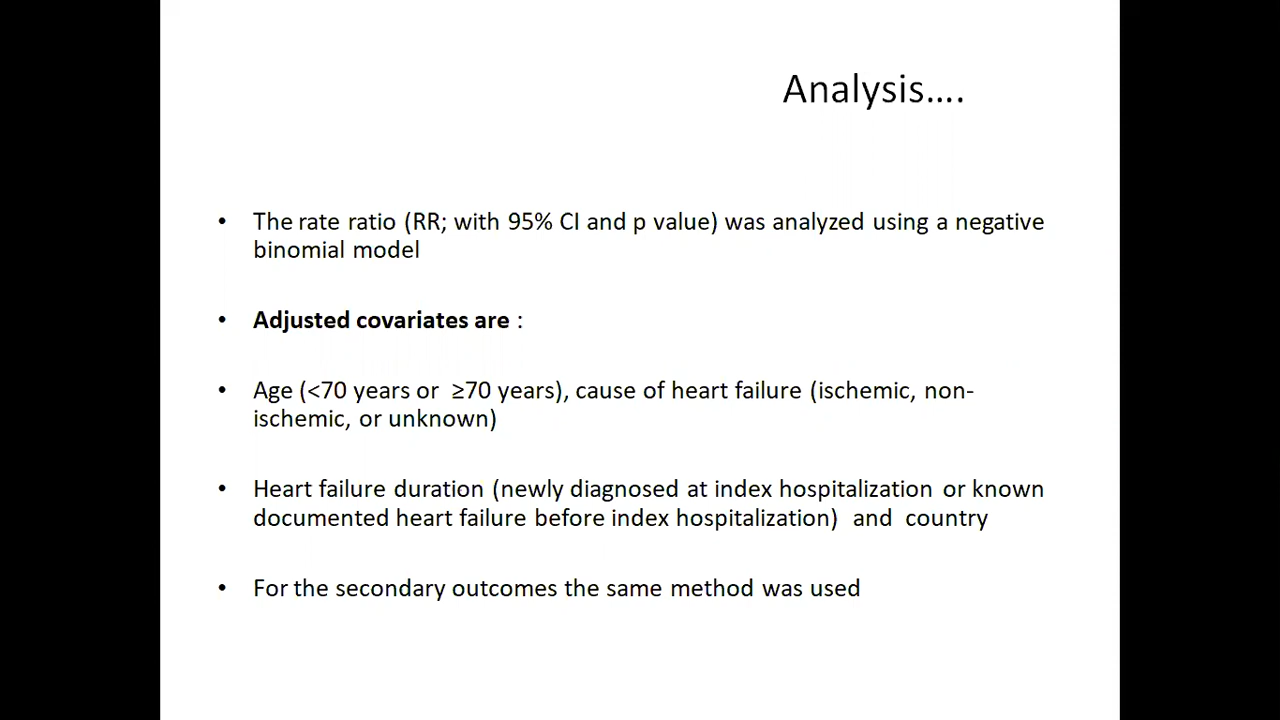 Analysis....
• The rate ratio (RR; with 95% CI and p value) was analyzed using a negative
binomial model
• Adjusted covariates are :
• Age (<70 years or ≥70 years), cause of heart failure (ischemic, non-
ischemic, or unknown)
• Heart failure duration (newly diagnosed at index hospitalization or known
documented heart failure before index hospitalization) and country
• For the secondary outcomes the same method was used